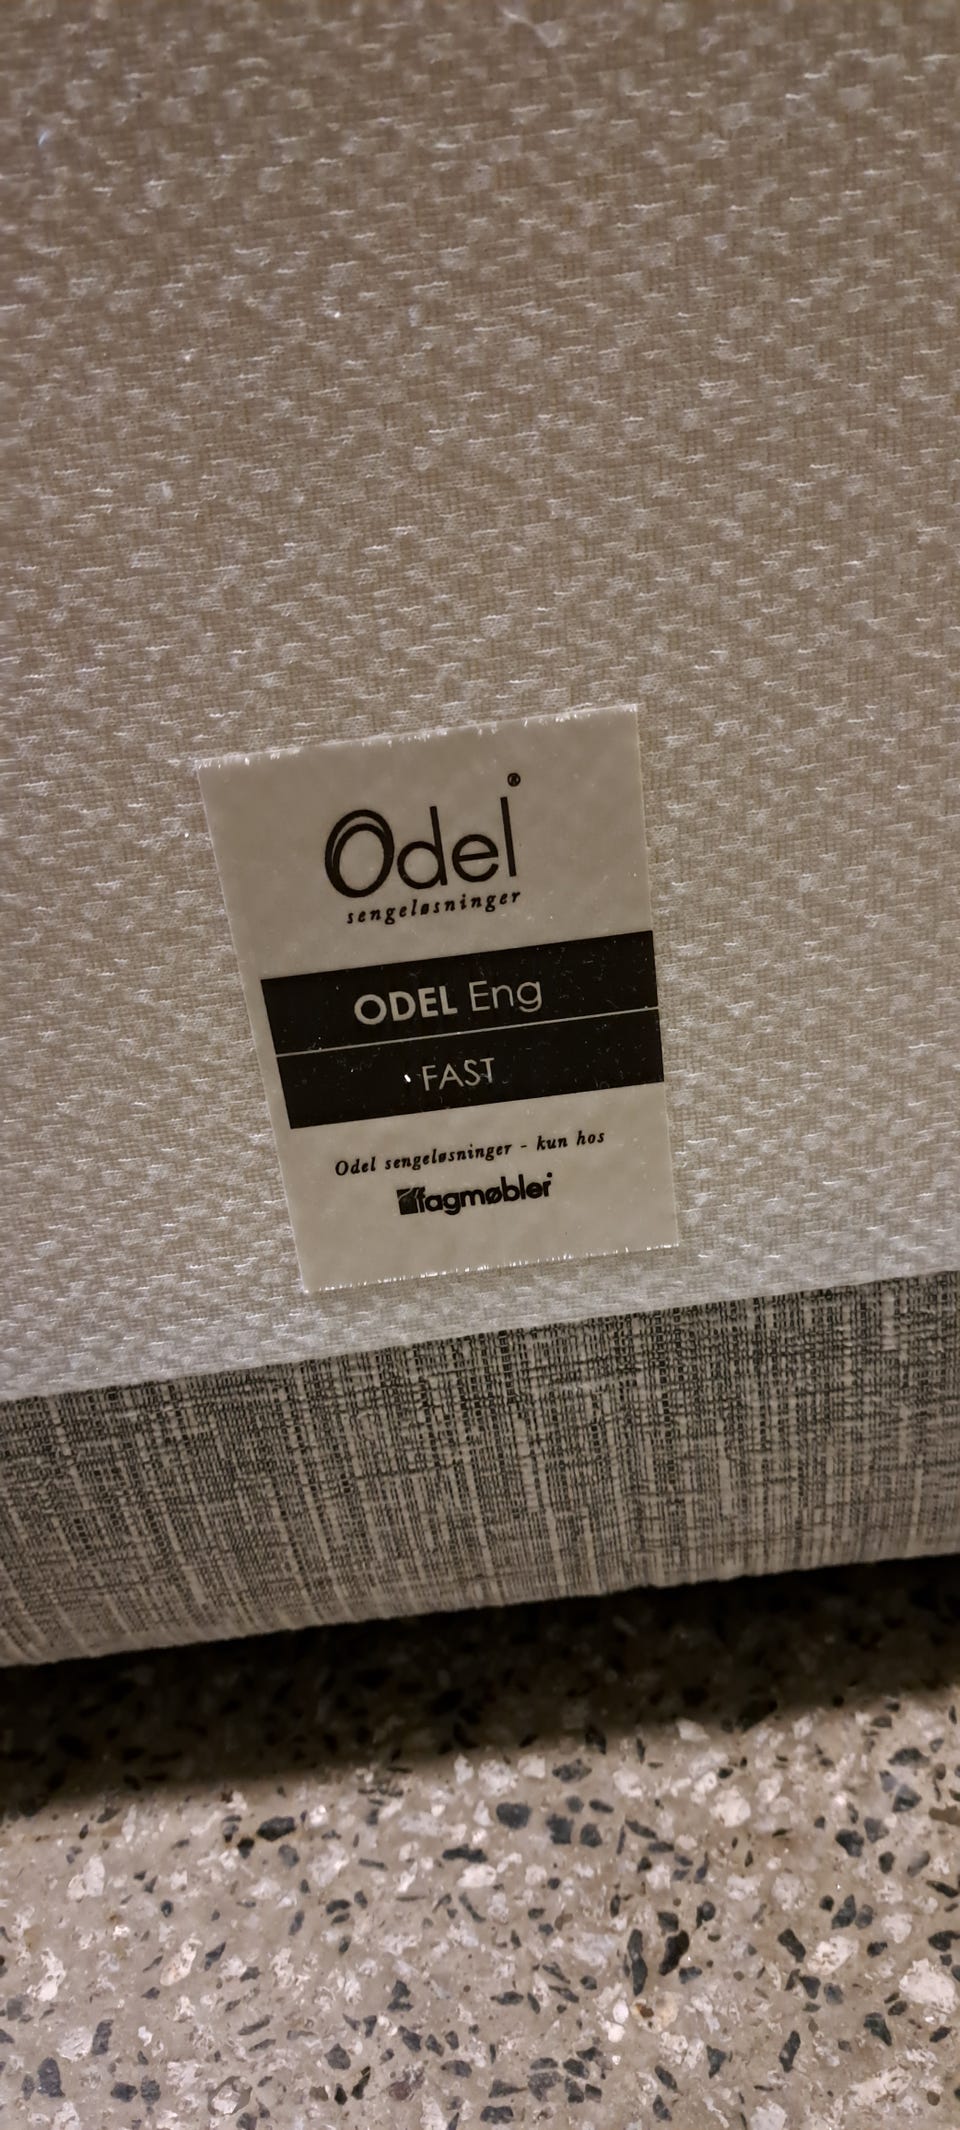 Odel®
sengeløsninger
ODEL Eng
FAST
Odel sengeløsninger - kun hos
fagmøbler